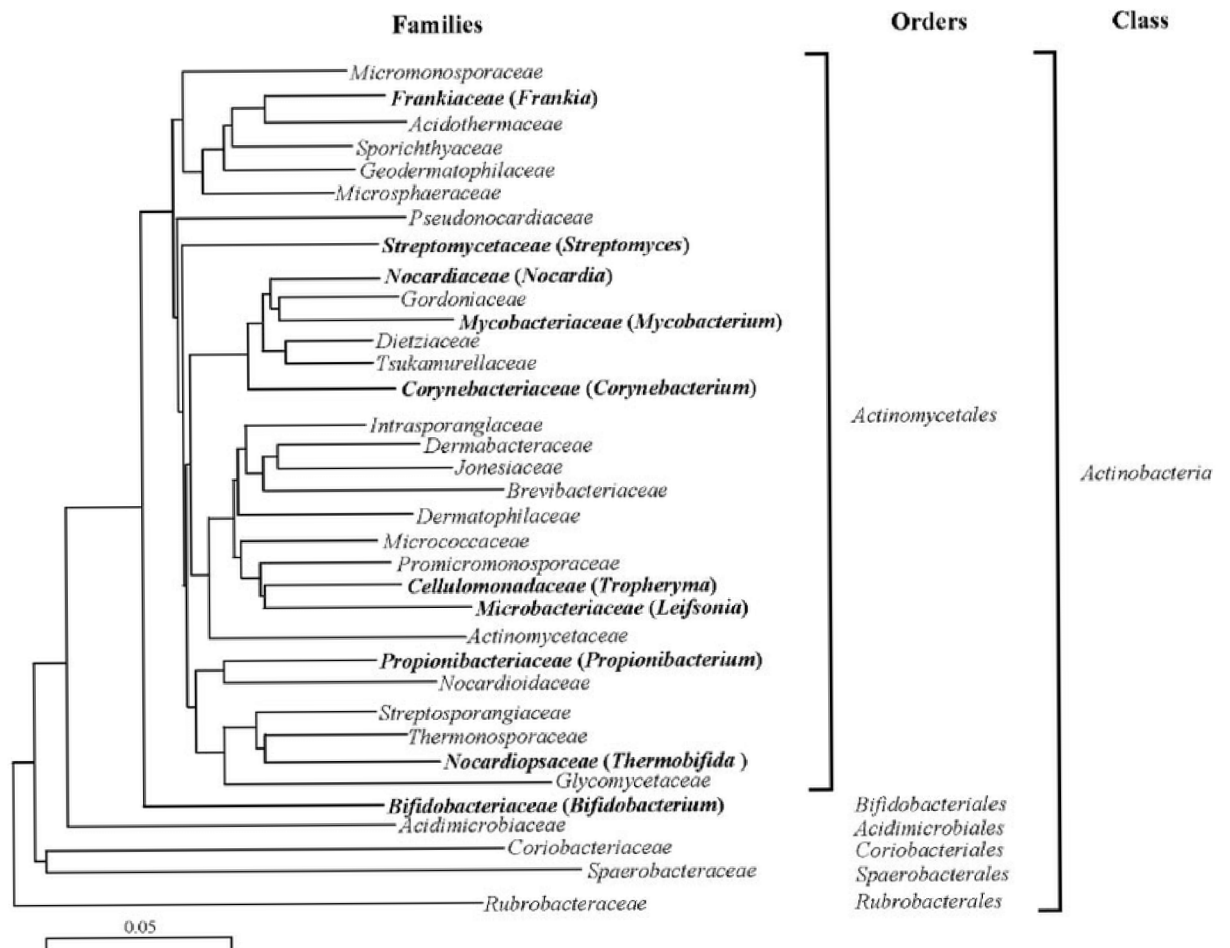 Families Orders Class
Micromonosporaceae
Frankiaceae (Frankia)
Acidothermaceae
Sporichthyaceae
Geodermatophilaceae
Microsphaeraceae
Pseudonocardiaceae
Streptomycetaceae (Streptomyces)
Nocardiaceae (Nocardia)
Gordoniaceae
Mycobacteriaceae (Mycobacterium)
Dietziaceae
Tsukamurellaceae
Corynebacteriaceae (Corynebacterium)
Actinomycetales
Intrasporanglaceae
Dermabacteraceae
Jonesiaceae
Actinobacteria
Brevibacteriaceae
Dermatophilaceae
Micrococcaceae
Promicromonosporaceae
Cellulomonadaceae (Tropheryma)
Microbacteriaceae (Leifsonia)
Actinomycetaceae
Propionibacteriaceae (Propionibacterium)
Nocardioidaceae
Streptosporangiaceae
Thermonosporaceae
Nocardiopsaceae (Thermobifida )
Glycomycetaceae
Bifidobacteriaceae (Bifidobacterium) Bifidobacteriales
Acidimicrobiaceae Acidimicrobiales
Coriobacteriaceae Coriobacteriales
Spaerobacteraceae Spaerobacterales
Rubrobacteraceae Rubrobacterales
0.05